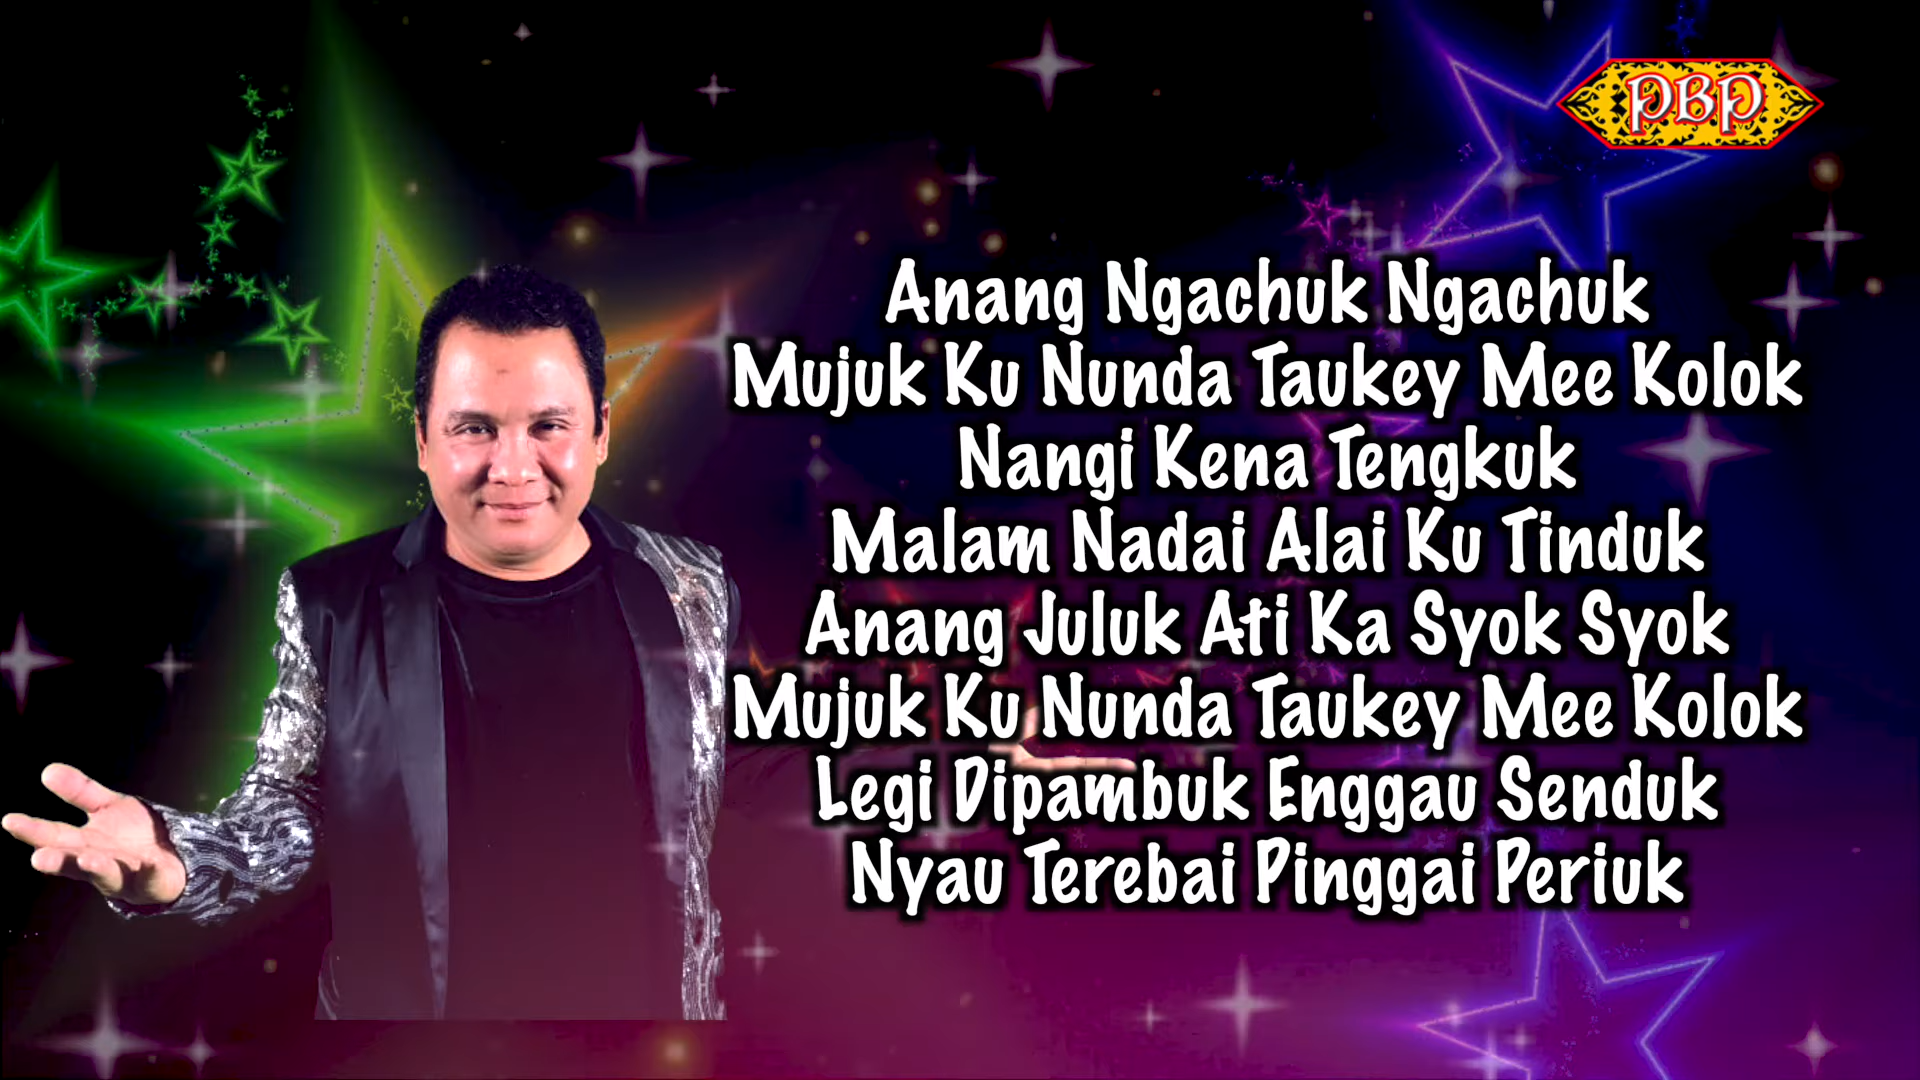 PBP
Anang Ngachuk Ngachuk
Mujuk Ku Nunda Taukey Mee Kolok
Nangi Kena Tengkuk
Malam Nadai Alai Ku Tinduk
Anang Juluk Ati Ka Syok Syok
Mujuk Ku Nunda Taukey Mee Kolok
Legi Dipambuk Enggau Senduk
Nyau Terebai Pinggai Periuk